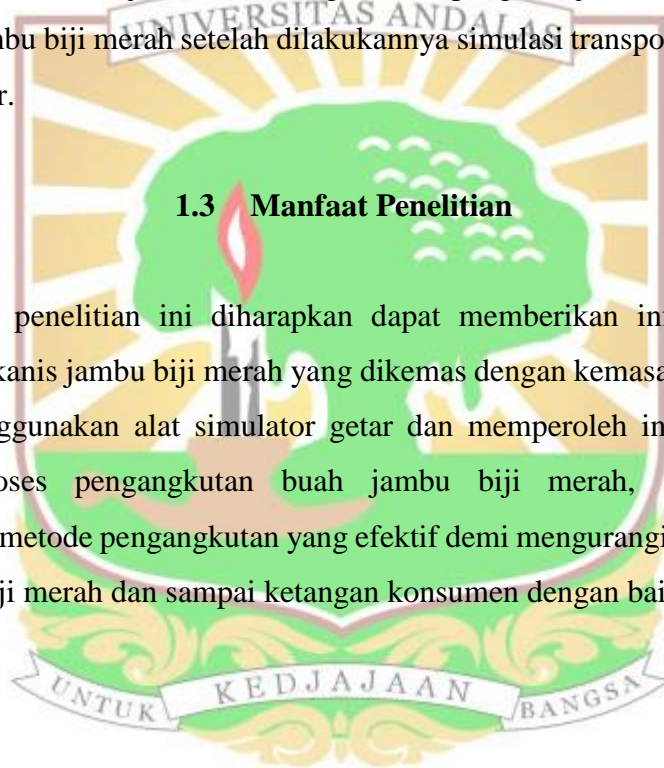 UNIVERSITAS ANDALAS
mbu biji merah setelah dilakukannya simulasi transpo
r.
1.3 Manfaat Penelitian
penelitian ini diharapkan dapat memberikan in
kanis jambu biji merah yang dikemas dengan kemasa
ggunakan alat simulator getar dan memperoleh in
oses pengangkutan buah jambu biji merah,
metode pengangkutan yang efektif demi mengurangi
ji merah dan sampai ketangan konsumen dengan bai
UNTUK KEDJAJAAN BANGSA